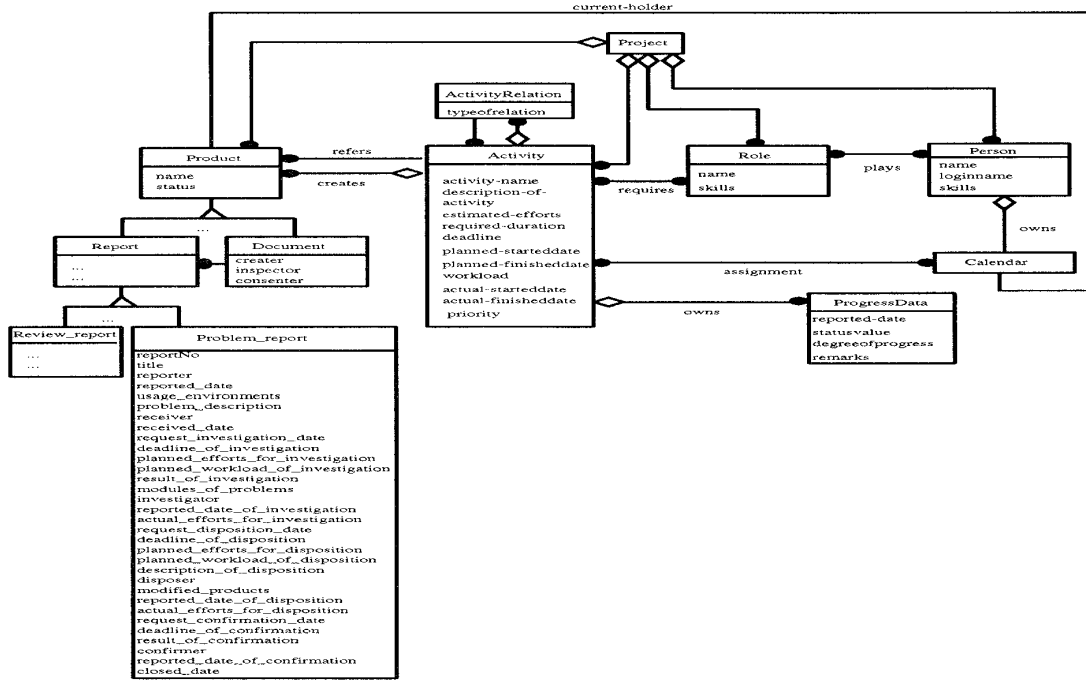 current-holder
Project
ActivityRelation
typeofrelation
refers
creates
Product
name
status
...
Report
...
...
Document
creater
inspector
consenter
...
Review_report
...
...
Problem_report
reportNo
title
reporter
reported_date
usage_environments
problem_description
receiver
received_date
request_investigation_date
deadline_of_investigation
planned_efforts_for_investigation
planned_workload_of_investigation
result_of_investigation
modules_of_problems
investigator
reported_date_of_investigation
actual_efforts_for_investigation
request_disposition_date
deadline_of_disposition
planned_efforts_for_disposition
planned_workload_of_disposition
description_of_disposition
disposer
modified_products
reported_date_of_disposition
actual_efforts_for_disposition
request_confirmation_date
deadline_of_confirmation
result_of_confirmation
confirmer
reported_date_of_confirmation
closed_date
Activity
activity-name
description-of-
activity
estimated-efforts
required-duration
deadline
planned-starteddate
planned-finisheddate
workload
actual-starteddate
actual-finisheddate
priority
requires
Role
name
skills
plays
Person
name
loginname
skills
owns
Calendar
assignment
owns
ProgressData
reported-date
statusvalue
degreeofprogress
remarks